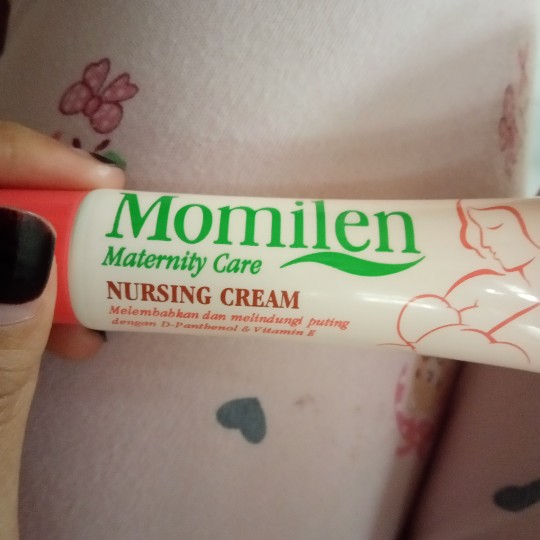 Momilen
Maternity Care
NURSING CREAM
Melembabkan dan melindungi puting
dengan D-Panthenol & Vitamin E